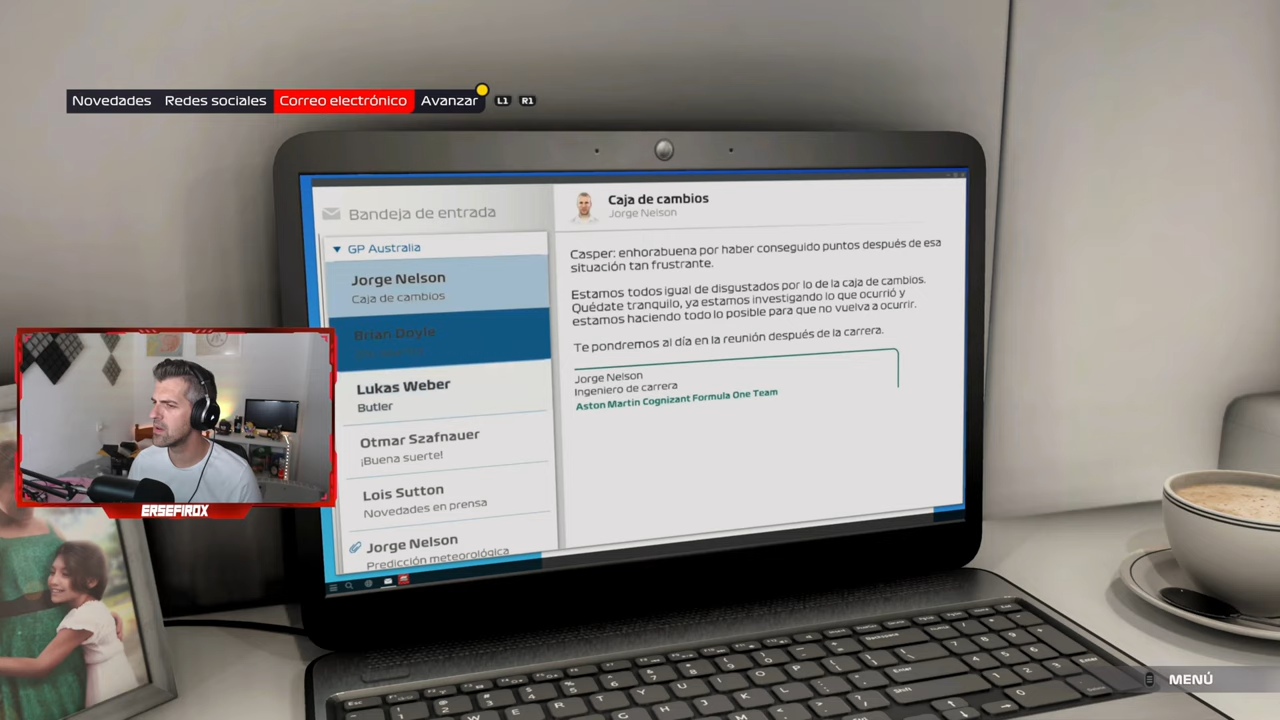 Novedades Redes sociales Correo electrónico Avanzar L1 R1
Bandeja de entrada
GP Australia
Jorge Nelson
Caja de cambios
Brian Doyle
Lukas Weber
Butler
Otmar Szafnauer
¡Buena suerte!
Lois Sutton
Novedades en prensa
Jorge Nelson
Predicción meteorológica
Caja de cambios
Jorge Nelson
Casper: enhorabuena por haber conseguido puntos después de esa
situación tan frustrante.
Estamos todos igual de disgustados por lo de la caja de cambios.
Quédate tranquilo, ya estamos investigando lo que ocurrió y
estamos haciendo todo lo posible para que no vuelva a ocurrir.
Te pondremos al día en la reunión después de la carrera.
Jorge Nelson
Ingeniero de carrera
Aston Martin Cognizant Formula One Team
ERSEFIROX
MENÚ